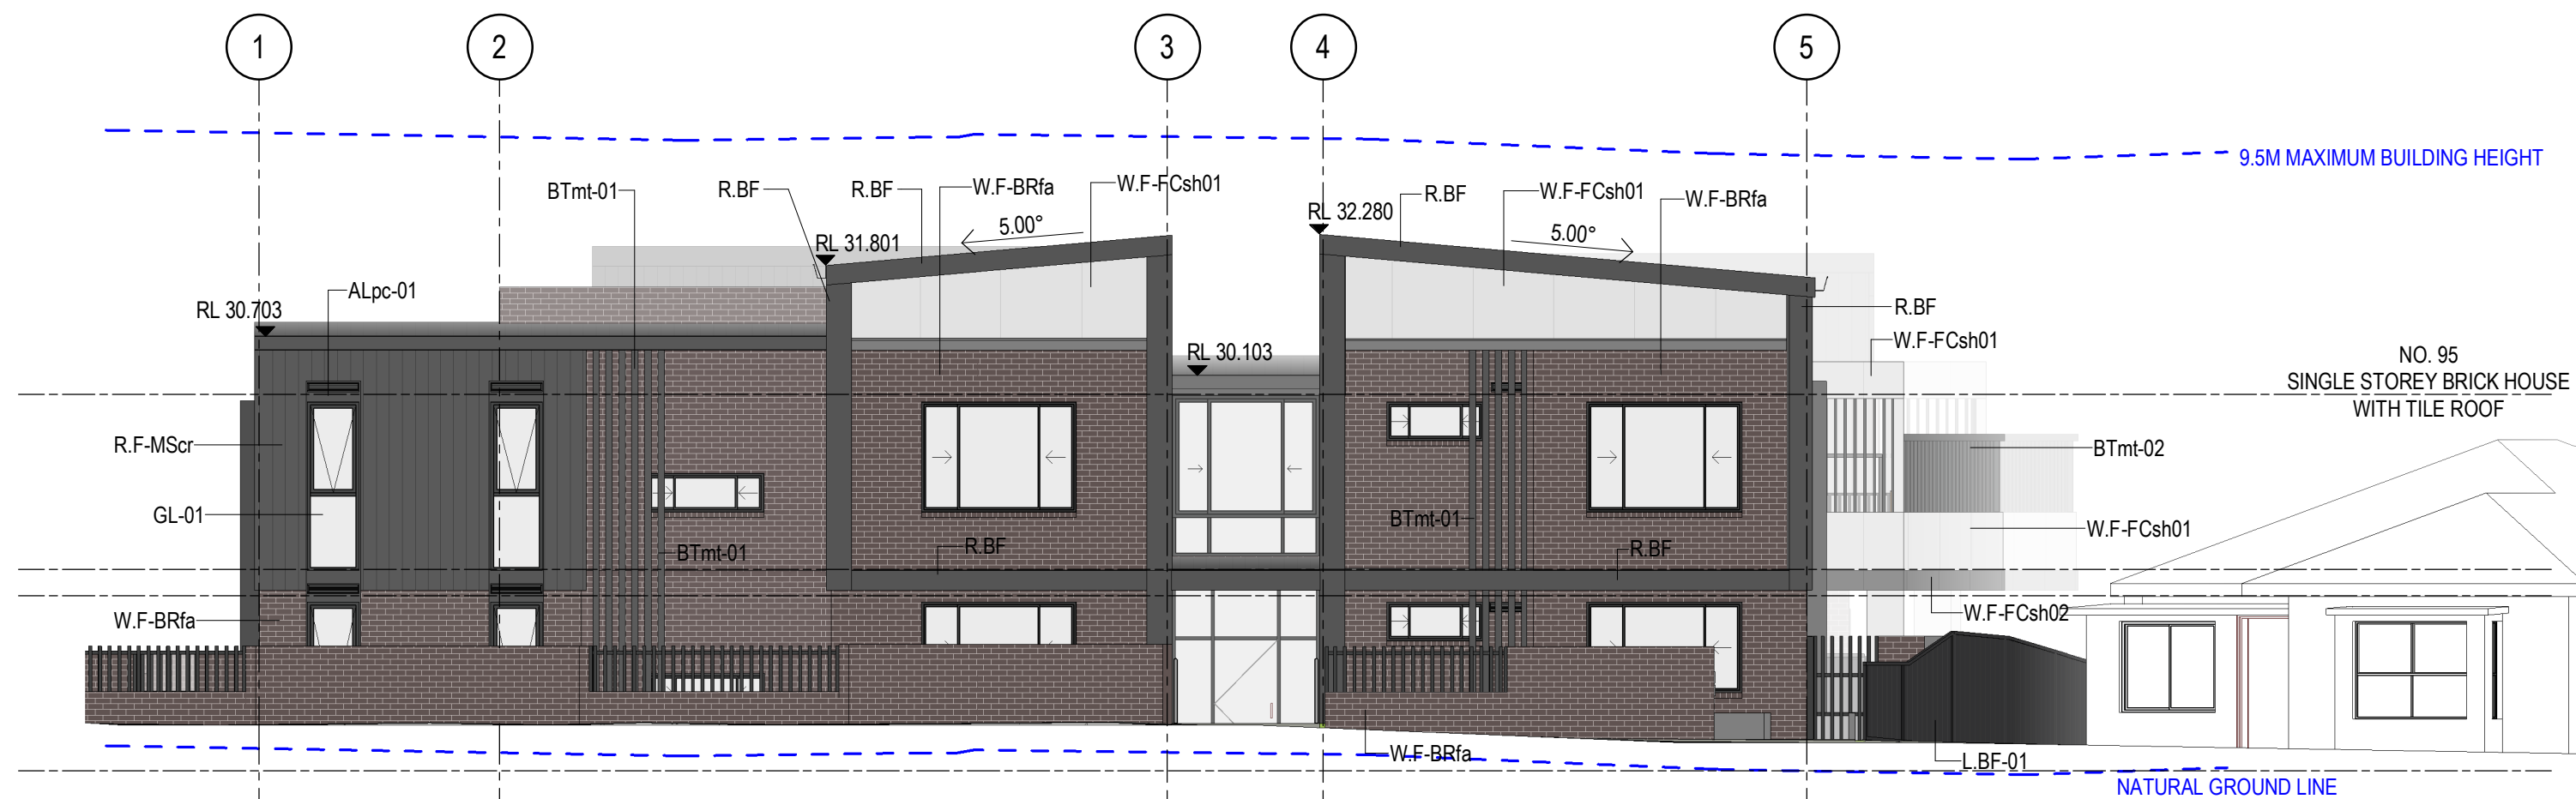 1
2
3
4
5
9.5M MAXIMUM BUILDING HEIGHT
BTmt-01
R.BF
R.BF
W.F-BRfa
W.F-FCsh01
R.BF
W.F-FCsh01
W.F-BRfa
RL 32.280
5.00°
5.00°
RL 31.801
ALpc-01
RL 30.703
R.BF
W.F-FCsh01
RL 30.103
NO. 95
SINGLE STOREY BRICK HOUSE
WITH TILE ROOF
R.F-MScr
BTmt-02
GL-01
BTmt-01
W.F-FCsh01
BTmt-01
R.BF
R.BF
W.F-BRfa
W.F-FCsh02
W.F-BRfa
L.BF-01
NATURAL GROUND LINE